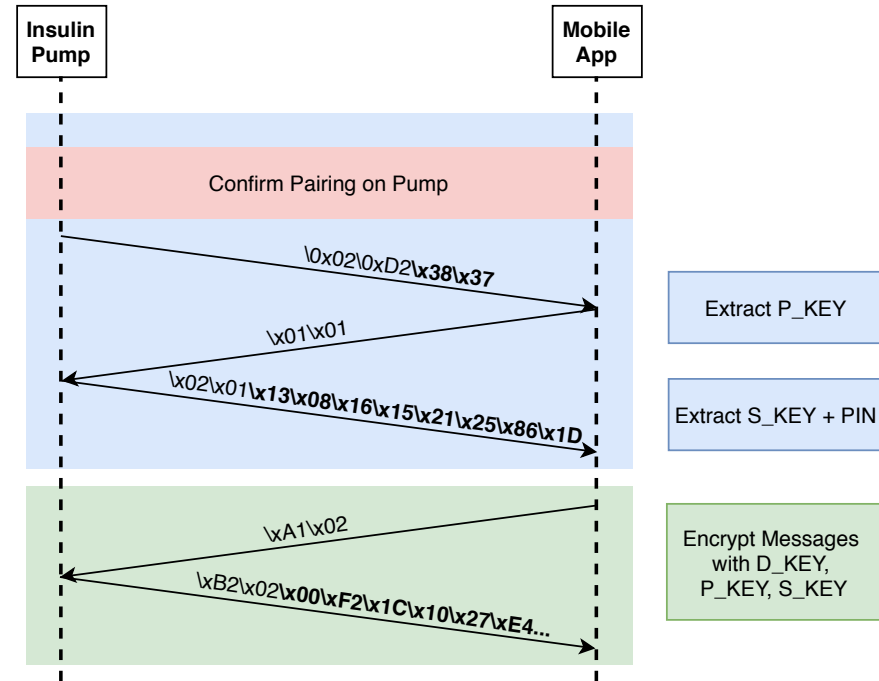 Insulin
Pump
Mobile
App
Confirm Pairing on Pump
\0x02\0xD2\x38\x37
Extract P_KEY
\x01\x01
\x02\x01\x13\x08\x16\x15\x21\x25\x86\x1D
Extract S_KEY + PIN
\xA1\x02
Encrypt Messages
with D_KEY,
P_KEY, S_KEY
\xB2\x02\x00\xF2\x1C\x10\x27\xE4...